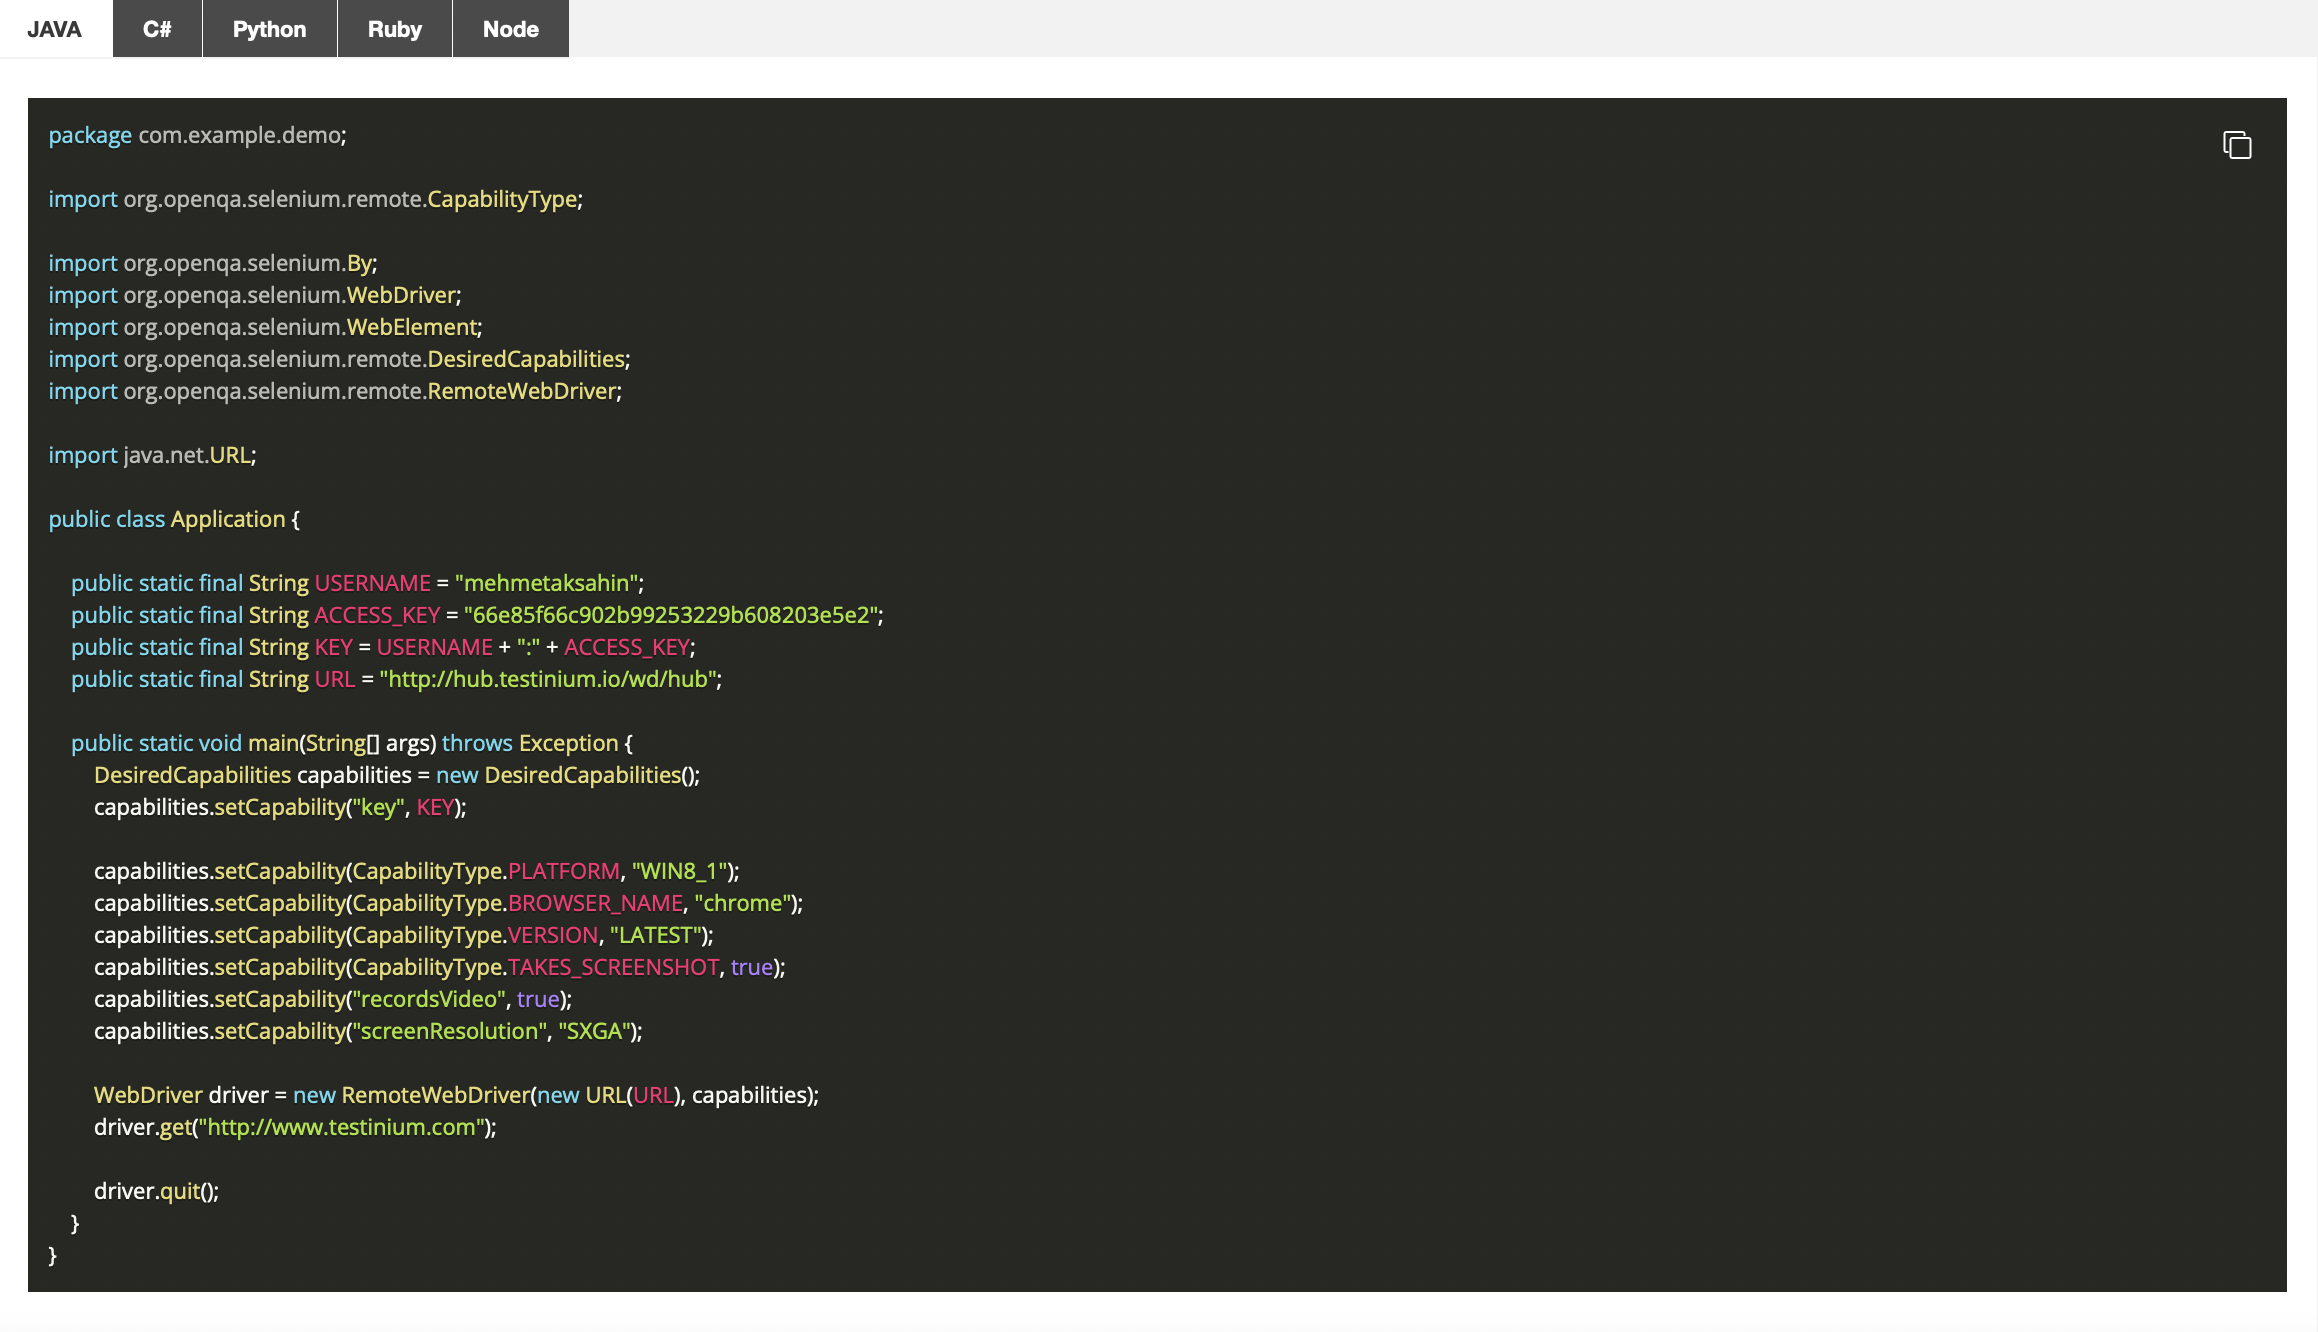 JAVA C# Python Ruby Node
package com.example.demo;
import org.openqa.selenium.remote.CapabilityType;
import org.openqa.selenium.By;
import org.openqa.selenium.WebDriver;
import org.openqa.selenium.WebElement;
import org.openqa.selenium.remote.DesiredCapabilities;
import org.openqa.selenium.remote.RemoteWebDriver;
import java.net.URL;
public class Application {
public static final String USERNAME = "mehmetaksahin";
public static final String ACCESS_KEY = "66e85f66c902b99253229b608203e5e2";
public static final String KEY = USERNAME + ":" + ACCESS_KEY;
public static final String URL = "http://hub.testinium.io/wd/hub";
public static void main(String[] args) throws Exception {
DesiredCapabilities capabilities = new DesiredCapabilities();
capabilities.setCapability("key", KEY);
capabilities.setCapability(CapabilityType.PLATFORM, "WIN8_1");
capabilities.setCapability(CapabilityType.BROWSER_NAME, "chrome");
capabilities.setCapability(CapabilityType.VERSION, "LATEST");
capabilities.setCapability(CapabilityType.TAKES_SCREENSHOT, true);
capabilities.setCapability("recordsVideo", true);
capabilities.setCapability("screenResolution", "SXGA");
WebDriver driver = new RemoteWebDriver(new URL(URL), capabilities);
driver.get("http://www.testinium.com");
driver.quit();
}
}